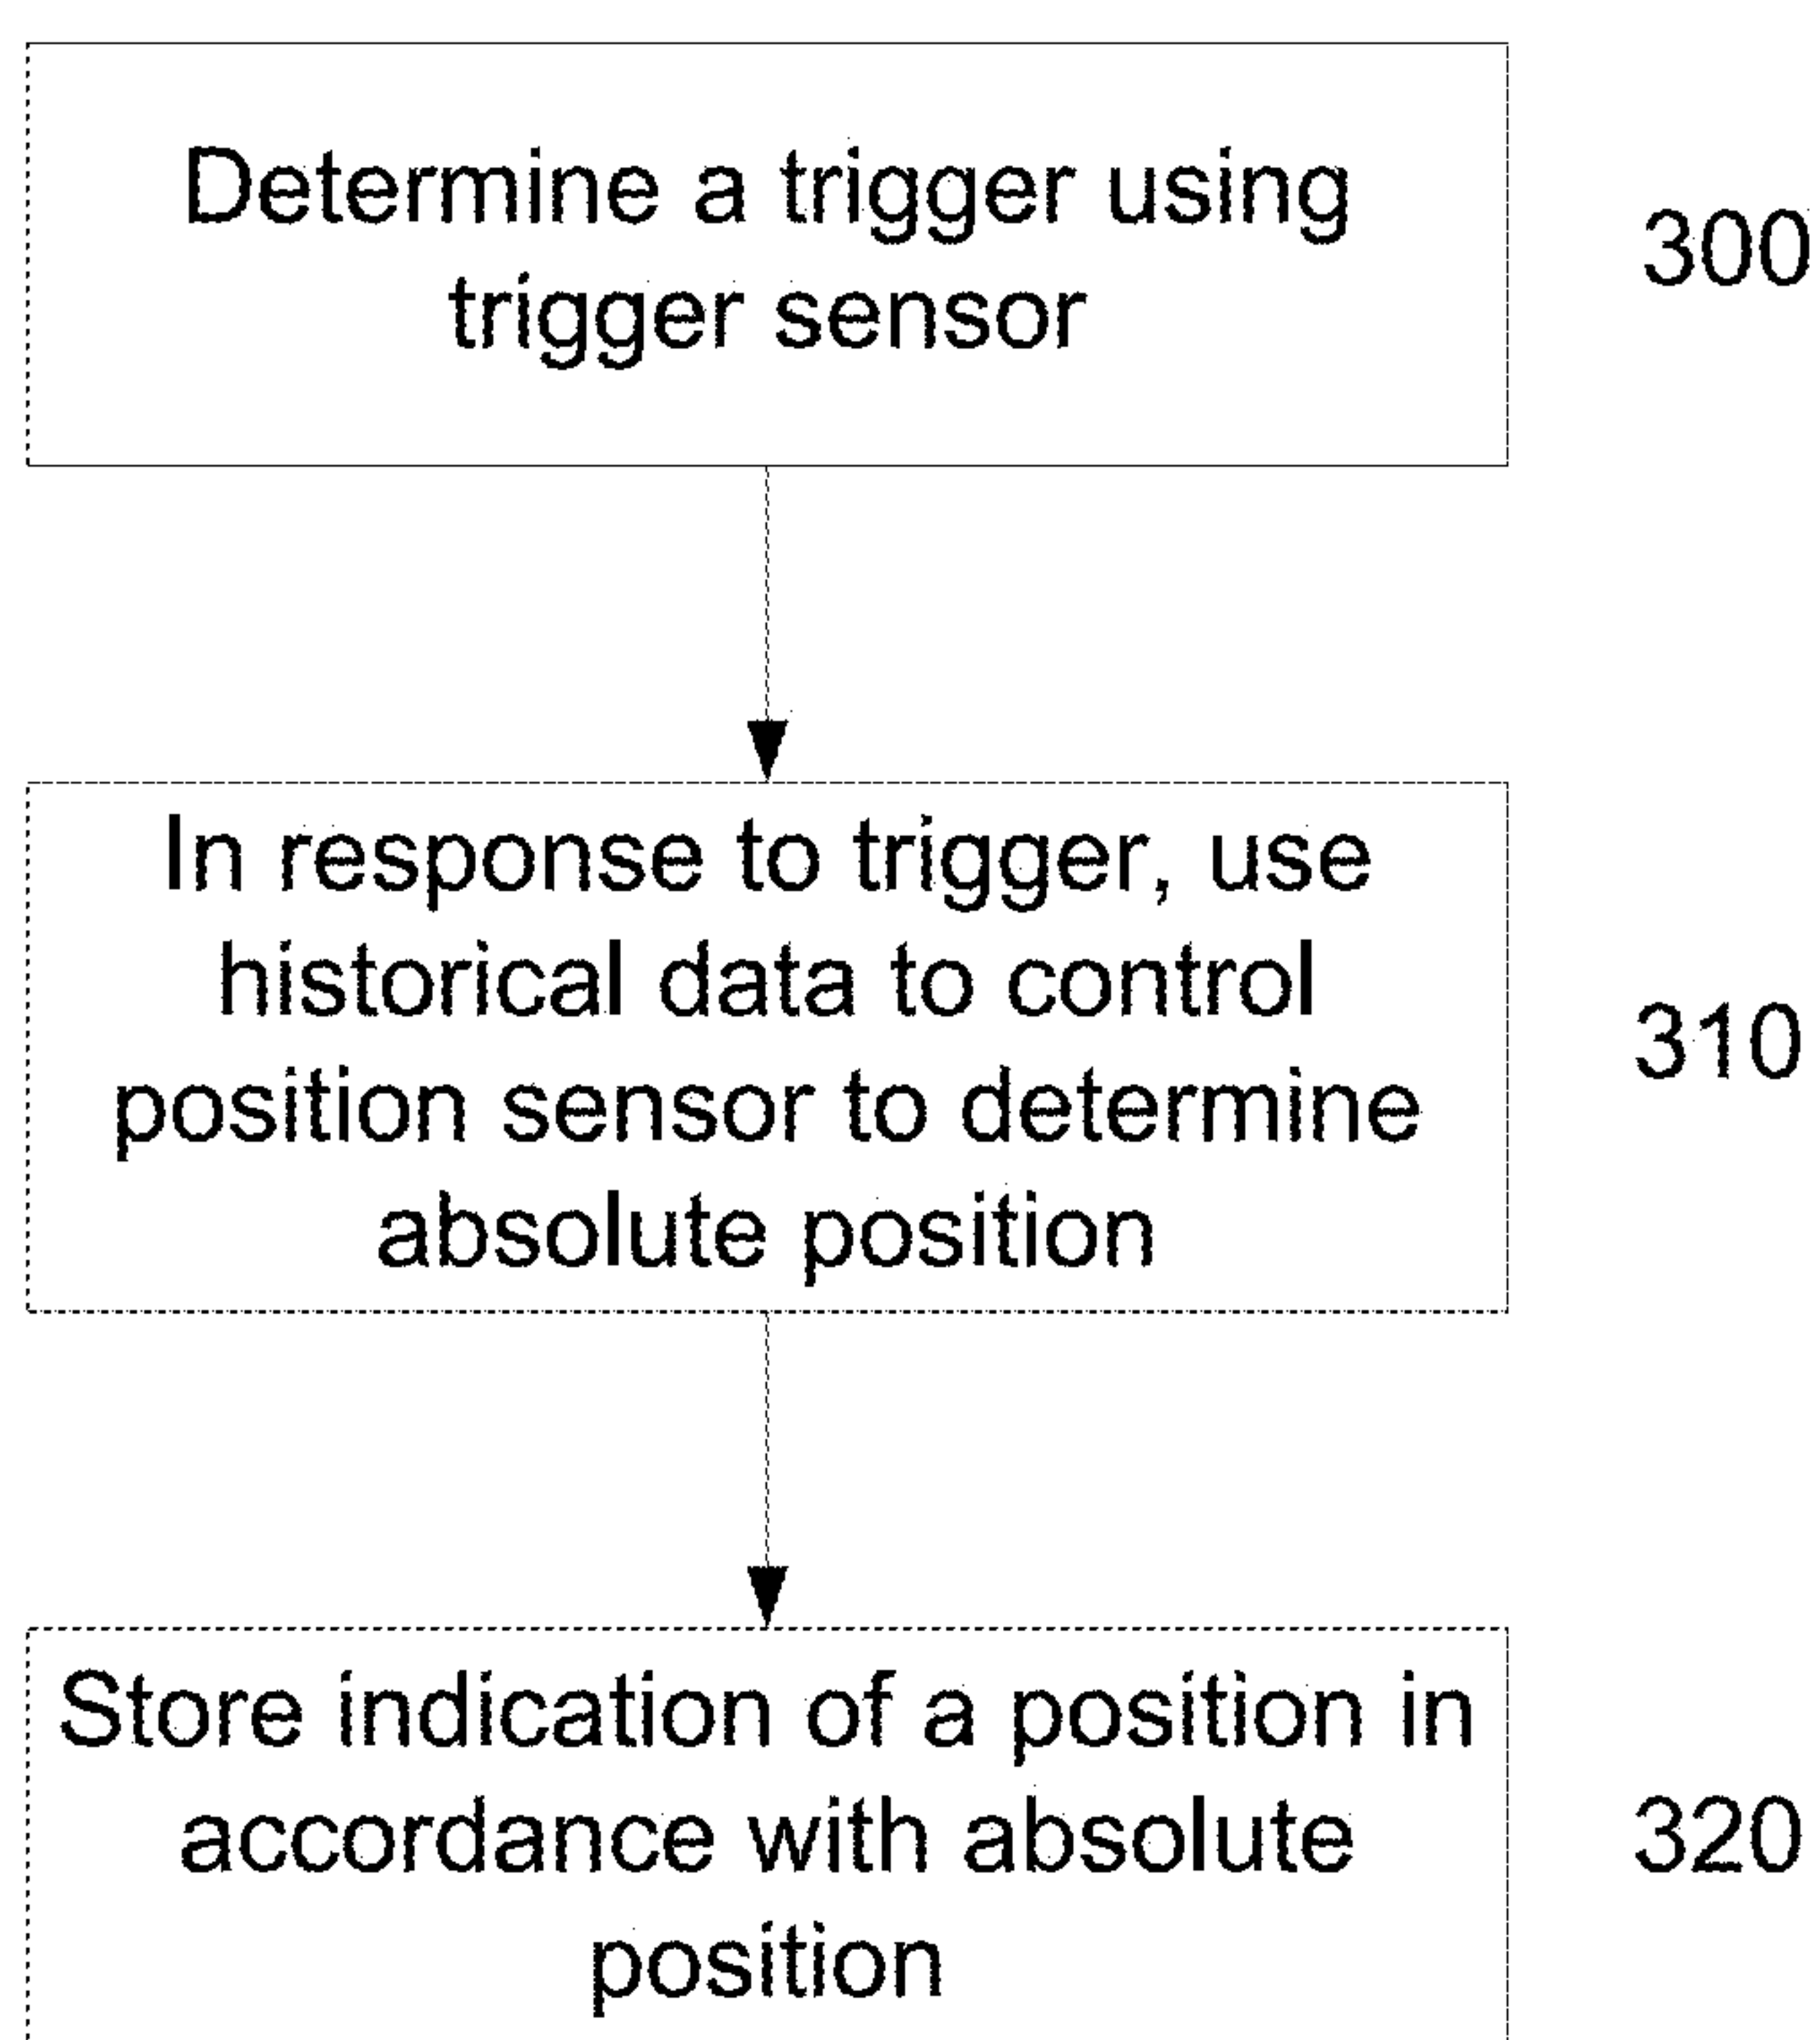 Determine a trigger using
trigger sensor
300
In response to trigger, use
historical data to control
position sensor to determine
absolute position
310
Store indication of a position in
accordance with absolute
position
320